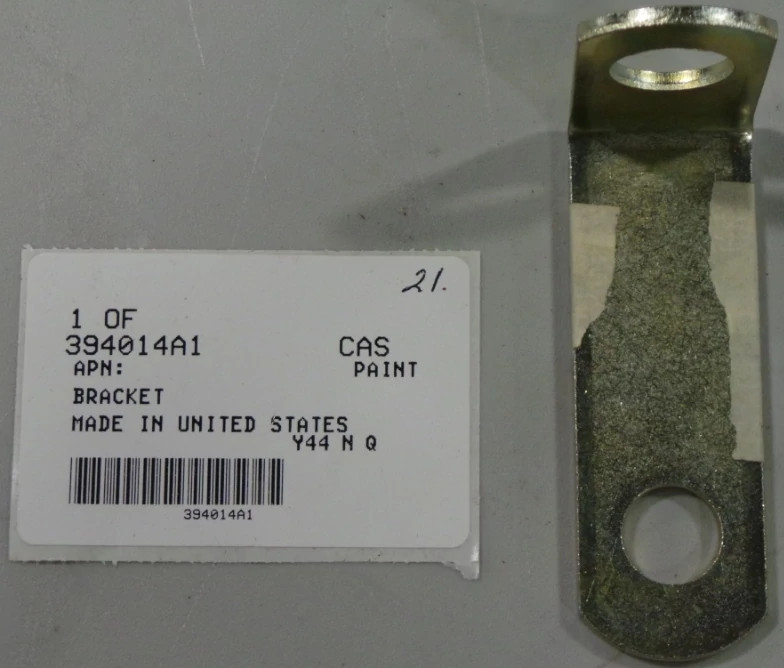 21.
1 OF
394014A1 CAS
APN: PAINT
BRACKET
MADE IN UNITED STATES
Y44 N Q
394014A1